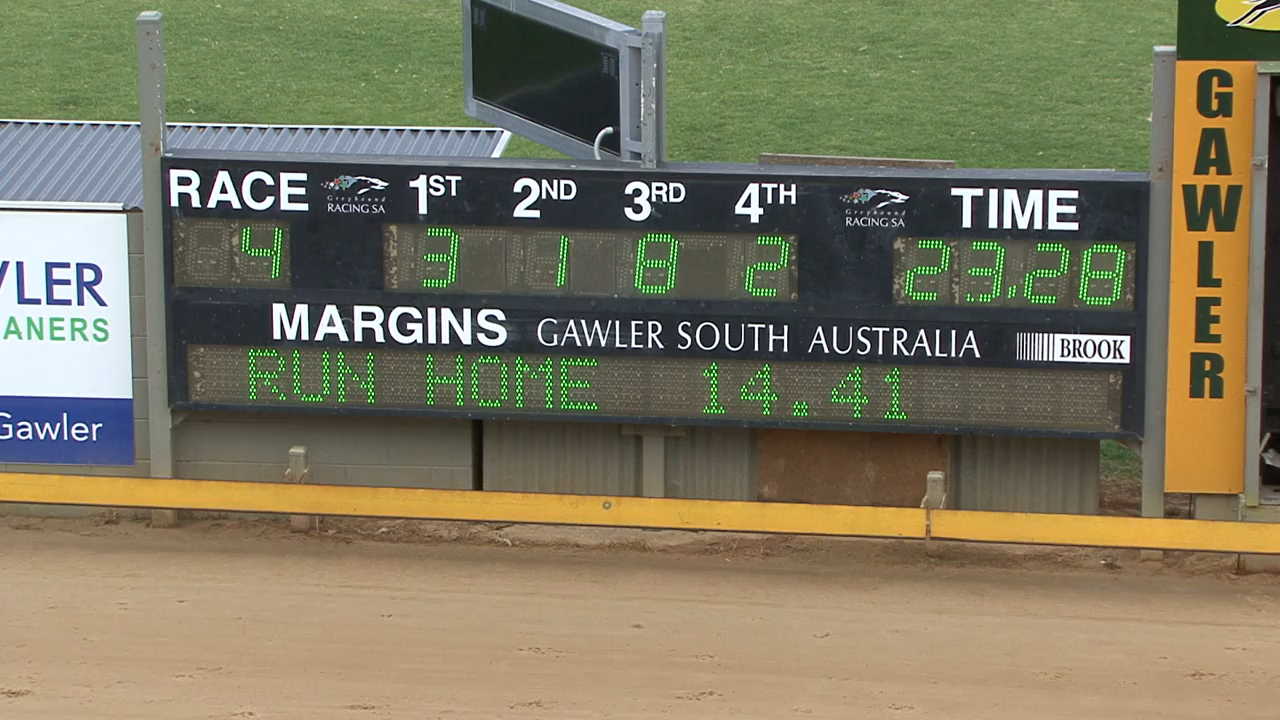 RACE Greyhound RACING SA 1ST 2ND 3RD 4TH Greyhound RACING SA TIME
4 3 1 8 2 23.28
MARGINS GAWLER SOUTH AUSTRALIA BROOK
RUN HOME 14.41
GAWLER
WLER
ANERS
Gawler